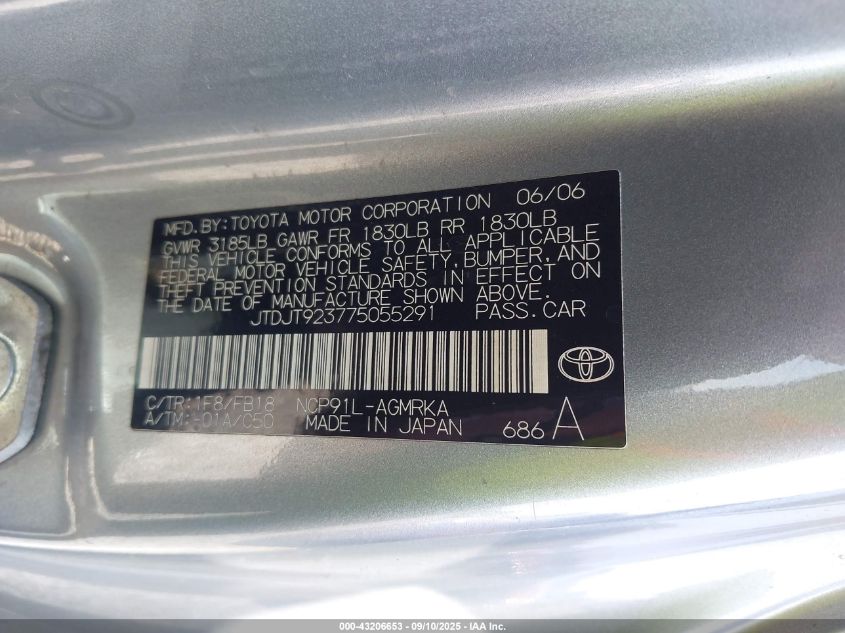 MFD.BY:TOYOTA MOTOR CORPORATION 06/06
GVWR 3185LB GAWR FR 1830LB RR 1830LB
THIS VEHICLE CONFORMS TO ALL APPLICABLE
FEDERAL MOTOR VEHICLE SAFETY,BUMPER,AND
THEFT PREVENTION STANDARDS IN EFFECT ON
THE DATE OF MANUFACTURE SHOWN ABOVE.
JTDJT923775055291 PASS.CAR
C/TR:1F8/FB18 NCP91L-AGMRKA
A/TM:-01A/C50 MADE IN JAPAN 686 A
000-43206653 - 09/10/2025 - IAA Inc.